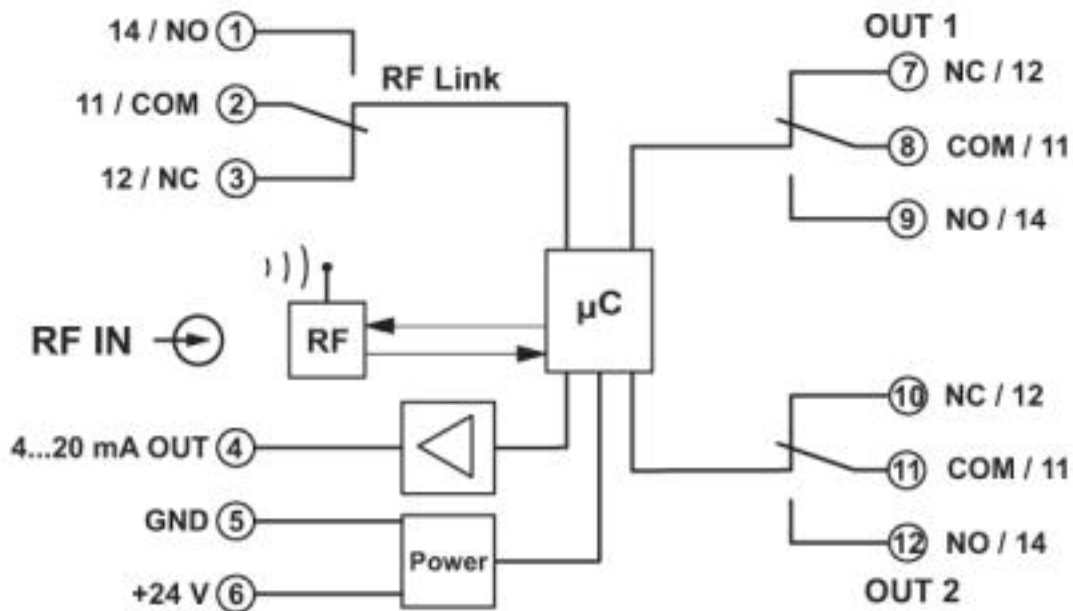 14 / NO 1
11 / COM 2
12 / NC 3
RF Link
OUT 1
7 NC / 12
8 COM / 11
9 NO / 14
µC
RF IN
RF
4...20 mA OUT 4
GND 5
+24 V 6
Power
10 NC / 12
11 COM / 11
12 NO / 14
OUT 2